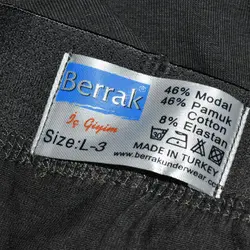 Berrak®
İç Giyim
Size:L-3
46% Modal
46% Pamuk
Cotton
8% Elastan
MADE IN TURKEY
www.berrakunderwear.com